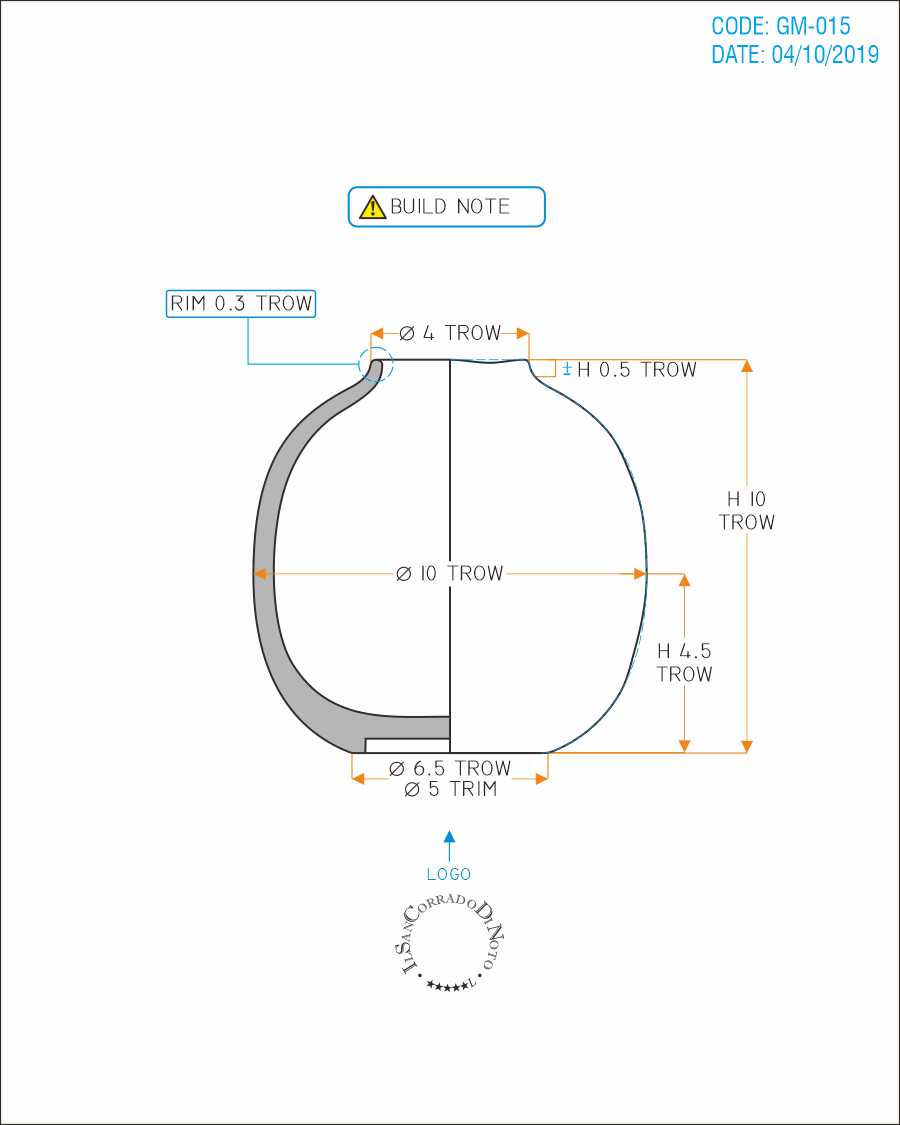 CODE: GM-015
DATE: 04/10/2019
BUILD NOTE
RIM 0.3 TROW
Ø 4 TROW
± H 0.5 TROW
H 10
TROW
Ø 10 TROW
H 4.5
TROW
Ø 6.5 TROW
Ø 5 TRIM
LOGO
IL SAN CORRADO DI NOTO
• ★★★★★L •